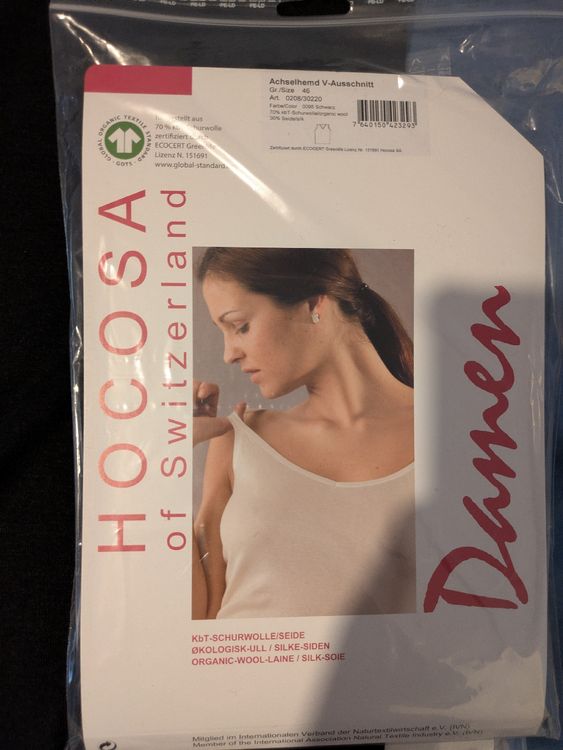 Achselhemd V-Ausschnitt
Gr./Size 46
Art. 0208/30220
Farbe/Color 0098 Schwarz
70% kbT-Schurwolle/organic wool
30% Seide/silk
7 640150 423293
Zertifiziert durch ECOCERT Greenlife Lizenz Nr. 151691 Hocosa AG
GLOBAL ORGANIC TEXTILE STANDARD
GOTS
aus
70 % kbT Schurwolle
zertifiziert durch
ECOCERT
Lizenz N. 151691
www.global-standard
HOCOSA
of Switzerland
Damen
KbT-SCHURWOLLE/SEIDE
ØKOLOGISK-ULL / SILKE-SIDEN
ORGANIC-WOOL-LAINE / SILK-SOIE
Mitglied im Internationalen Verband der Naturtextilwirtschaft e.V. (IVN)
Member of the International Association Natural Textile Industry e.V. (IVN)